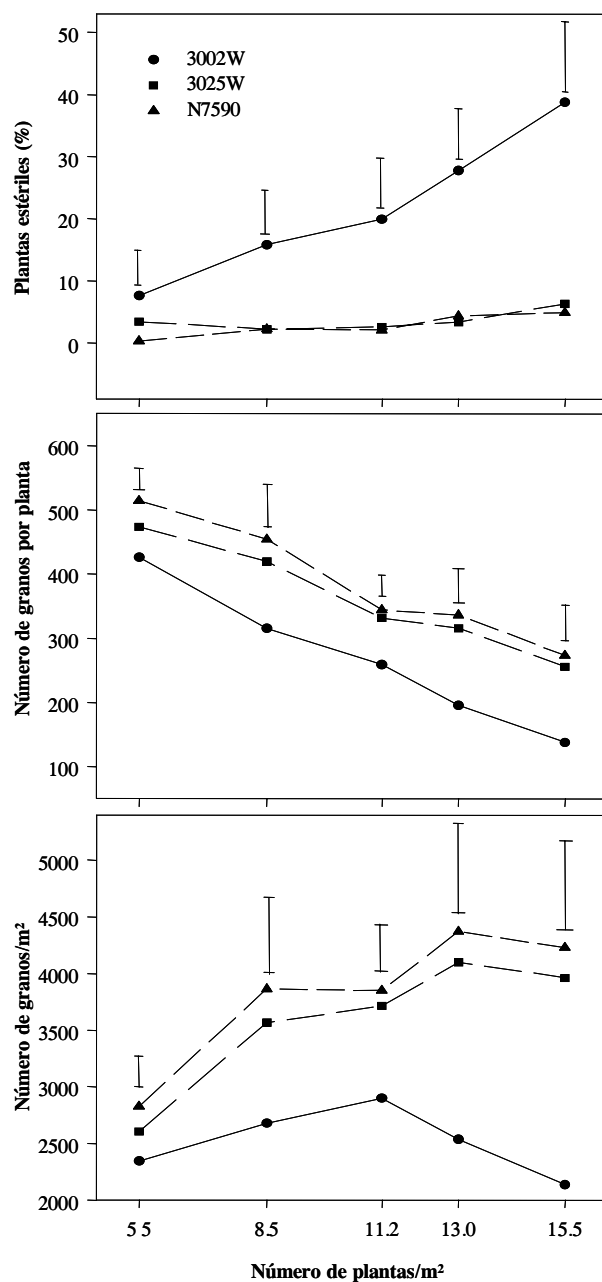 50
40
30
20
10
0
Plantas estériles (%)
3002W
3025W
N7590
600
500
400
300
200
100
Número de granos por planta
5000
4500
4000
3500
3000
2500
2000
Número de granos/m²
5 5 8.5 11.2 13.0 15.5
Número de plantas/m²